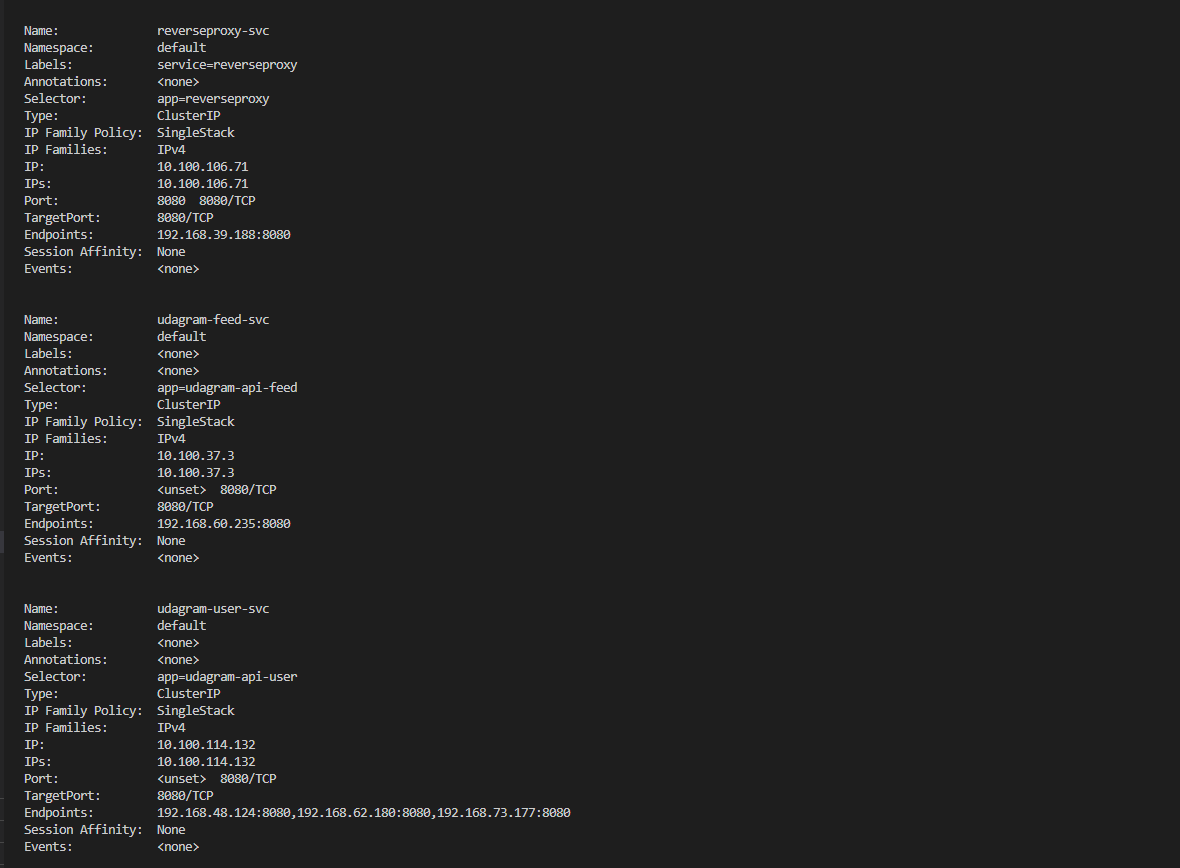 Name:              reverseproxy-svc
Namespace:         default
Labels:            service=reverseproxy
Annotations:       <none>
Selector:          app=reverseproxy
Type:              ClusterIP
IP Family Policy:  SingleStack
IP Families:       IPv4
IP:                10.100.106.71
IPs:               10.100.106.71
Port:              8080  8080/TCP
TargetPort:        8080/TCP
Endpoints:         192.168.39.188:8080
Session Affinity:  None
Events:            <none>
Name:              udagram-feed-svc
Namespace:         default
Labels:            <none>
Annotations:       <none>
Selector:          app=udagram-api-feed
Type:              ClusterIP
IP Family Policy:  SingleStack
IP Families:       IPv4
IP:                10.100.37.3
IPs:               10.100.37.3
Port:              <unset>  8080/TCP
TargetPort:        8080/TCP
Endpoints:         192.168.60.235:8080
Session Affinity:  None
Events:            <none>
Name:              udagram-user-svc
Namespace:         default
Labels:            <none>
Annotations:       <none>
Selector:          app=udagram-api-user
Type:              ClusterIP
IP Family Policy:  SingleStack
IP Families:       IPv4
IP:                10.100.114.132
IPs:               10.100.114.132
Port:              <unset>  8080/TCP
TargetPort:        8080/TCP
Endpoints:         192.168.48.124:8080,192.168.62.180:8080,192.168.73.177:8080
Session Affinity:  None
Events:            <none>